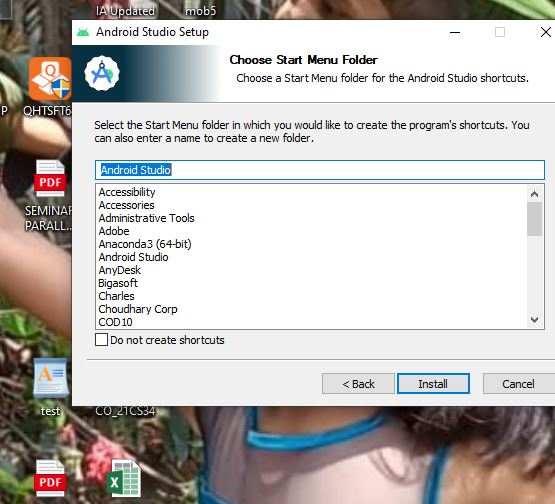 IA Updated
mob5
Android Studio Setup
Choose Start Menu Folder
Choose a Start Menu folder for the Android Studio shortcuts.
P
QHTSFT6
Select the Start Menu folder in which you would like to create the program's shortcuts. You
can also enter a name to create a new folder.
Android Studio
PDF
SEMINAR
PARALL...
Accessibility
Accessories
Administrative Tools
Adobe
Anaconda3 (64-bit)
Android Studio
AnyDesk
Bigasoft
Charles
Choudhary Corp
COD10
Do not create shortcuts
< Back
Install
Cancel
A
test
CO_21CS34
PDF
X